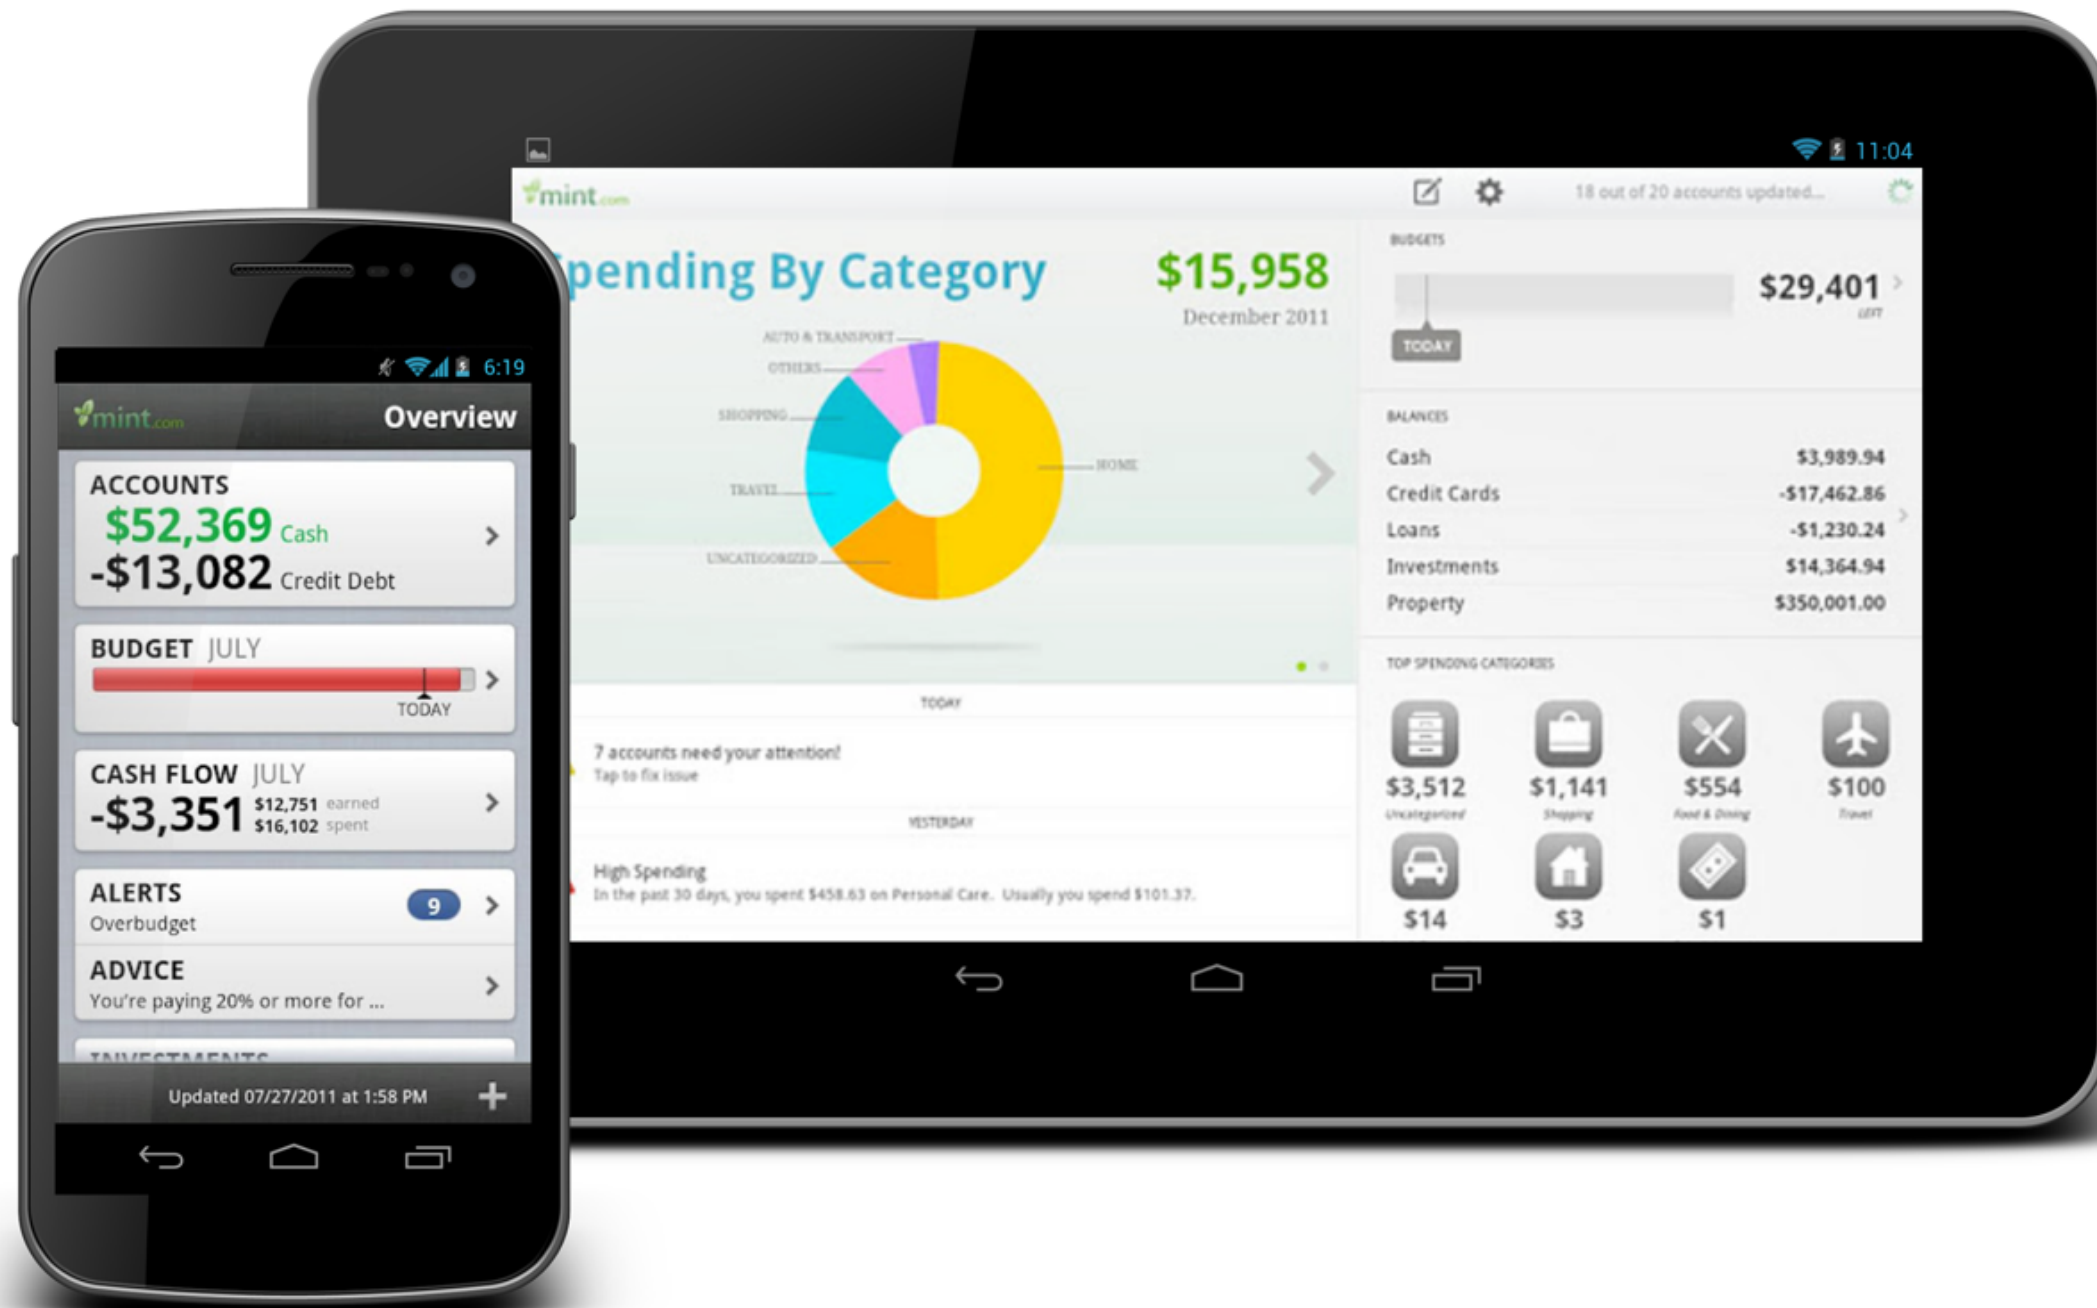 6:19
mint.com
Overview
ACCOUNTS
$52,369 Cash
-$13,082 Credit Debt
BUDGET JULY
TODAY
CASH FLOW JULY
-$3,351
$12,751 earned
$16,102 spent
ALERTS
Overbudget
9
ADVICE
You're paying 20% or more for ...
INVESTMENTS
Updated 07/27/2011 at 1:58 PM
11:04
mint.com
18 out of 20 accounts updated...
pending By Category
$15,958
December 2011
AUTO & TRANSPORT
OTHERS
SHOPPING
TRAVEL
UNCATEGORIZED
HOME
TODAY
7 accounts need your attention!
Tap to fix issue
YESTERDAY
High Spending
In the past 30 days, you spent $458.63 on Personal Care. Usually you spend $101.37.
BUDGETS
$29,401
LEFT
TODAY
BALANCES
Cash $3,989.94
Credit Cards -$17,462.86
Loans -$1,230.24
Investments $14,364.94
Property $350,001.00
TOP SPENDING CATEGORIES
$3,512 $1,141 $554 $100
Uncategorized Shopping Food & Dining Travel
$14 $3 $1